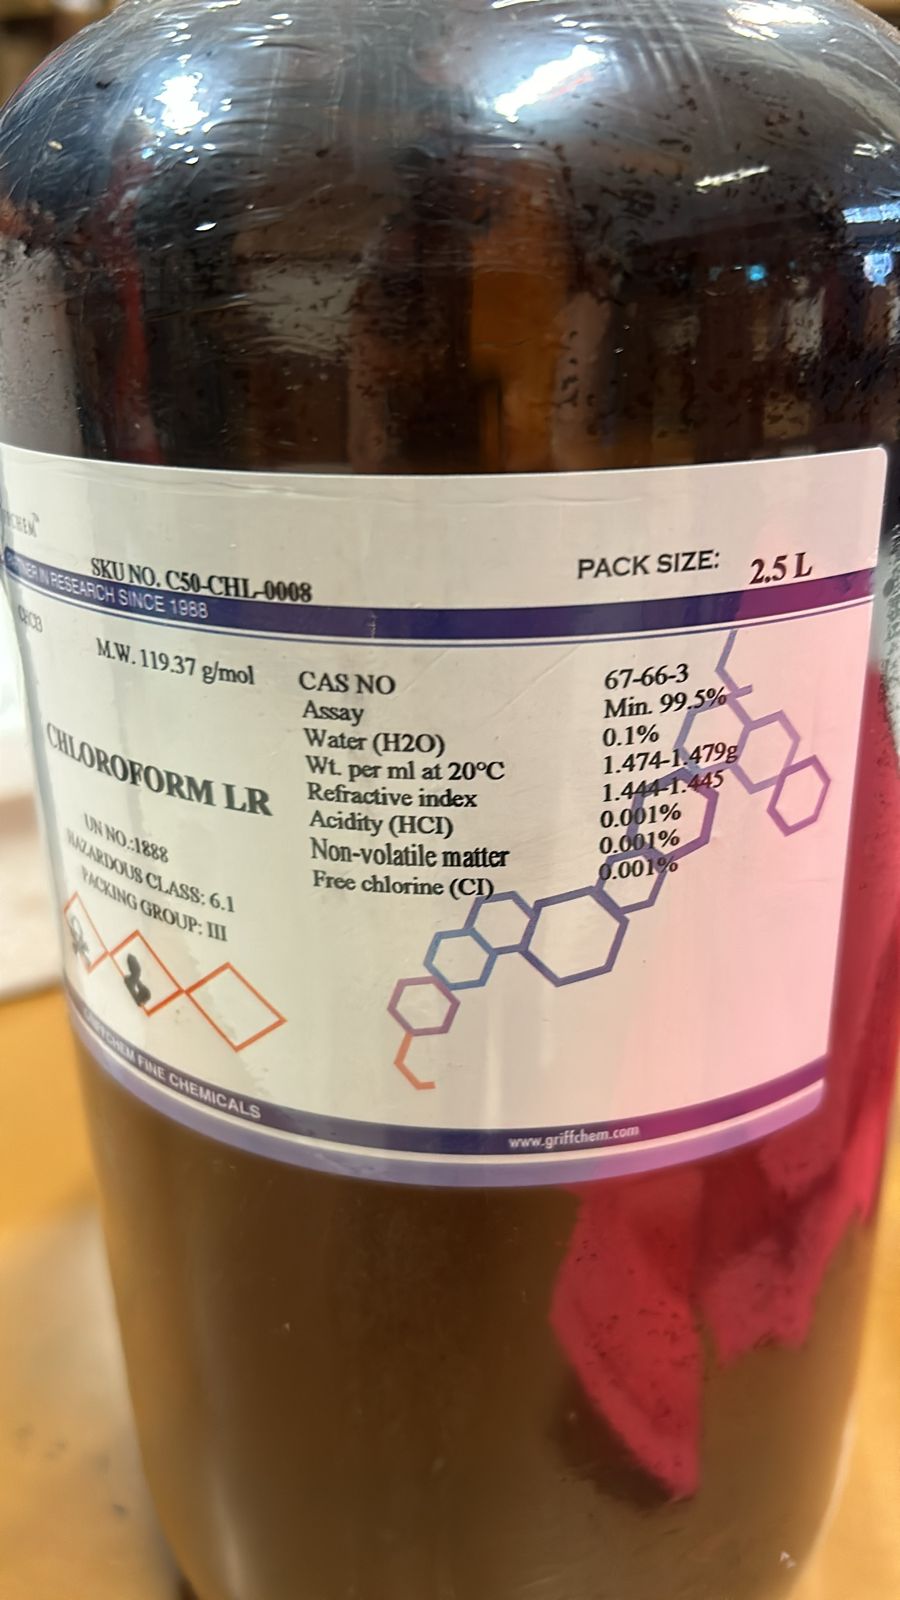 SKU NO. C50-CHL-0008
PACK SIZE: 2.5 L
IN RESEARCH SINCE 1988
M.W. 119.37 g/mol
CHLOROFORM LR
UN NO.:1888
HAZARDOUS CLASS: 6.1
PACKING GROUP: III
CAS NO 67-66-3
Assay Min. 99.5%
Water (H2O) 0.1%
Wt. per ml at 20°C 1.474-1.479g
Refractive index 1.444-1.445
Acidity (HCI) 0.001%
Non-volatile matter 0.001%
Free chlorine (CI) 0.001%
GRIFFCHEM FINE CHEMICALS
www.griffchem.com